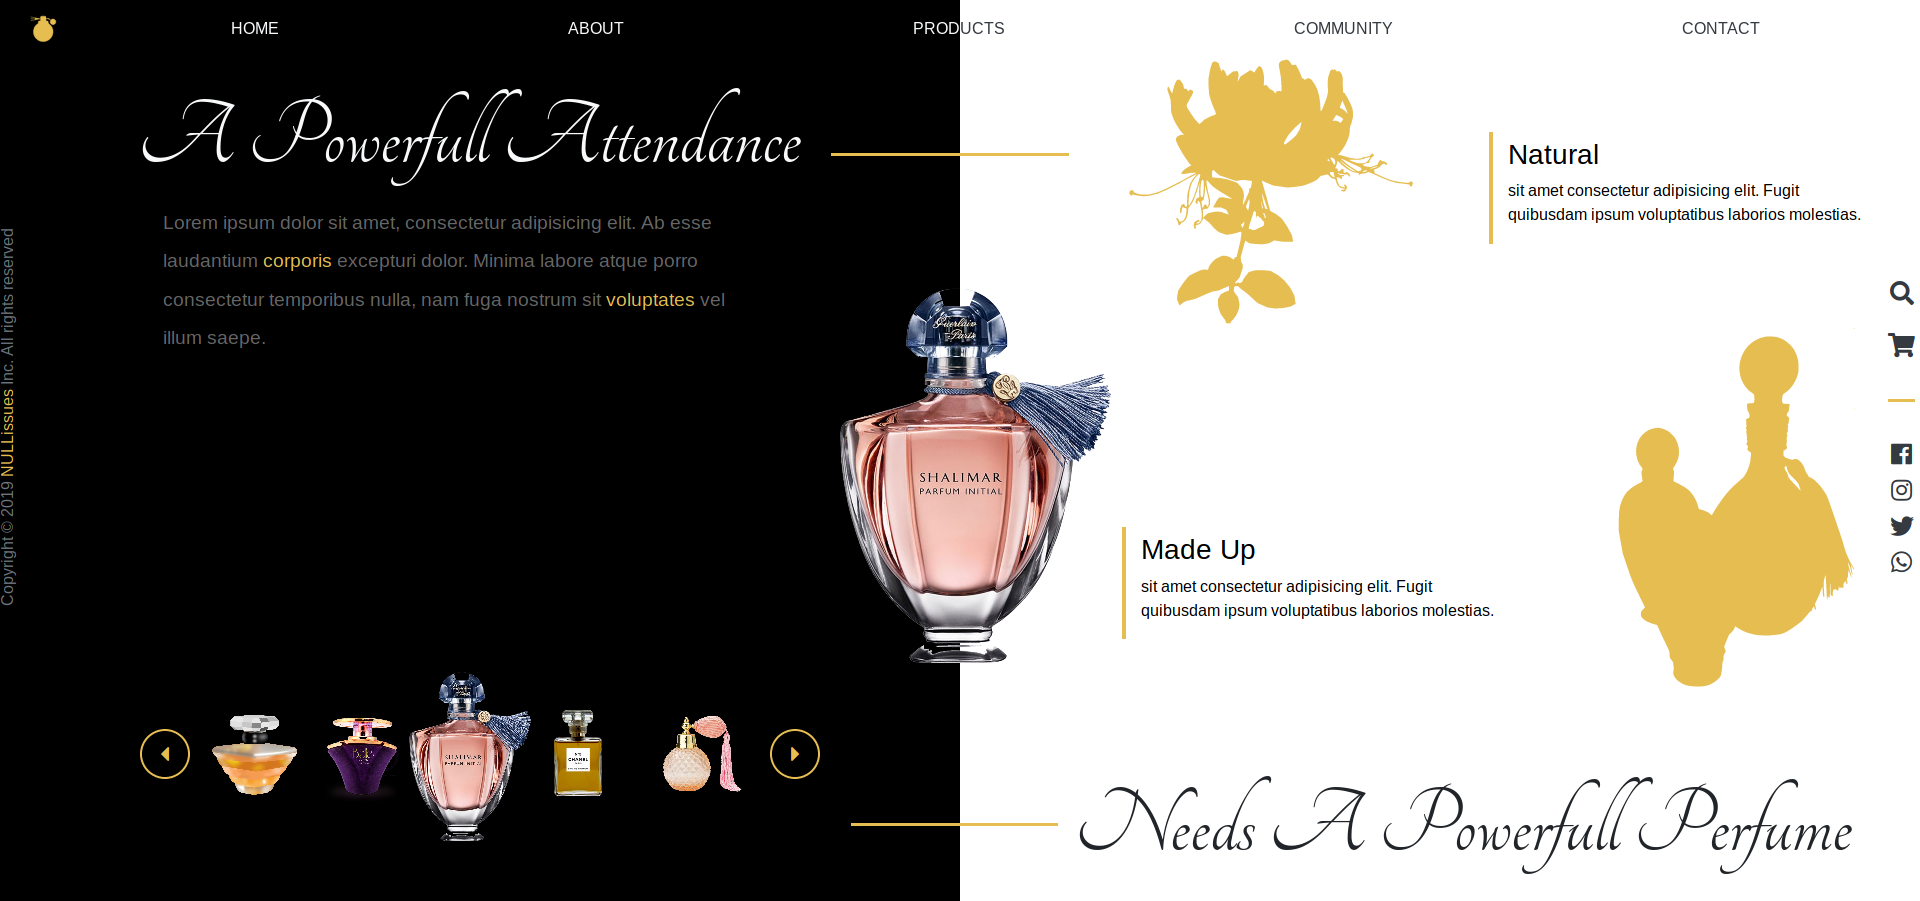 HOME
ABOUT
PRODUCTS
COMMUNITY
CONTACT
A Powerfull Attendance
Lorem ipsum dolor sit amet, consectetur adipisicing elit. Ab esse
laudantium corporis excepturi dolor. Minima labore atque porro
consectetur temporibus nulla, nam fuga nostrum sit voluptates vel
illum saepe.
Copyright © 2019 NULLissues Inc. All rights reserved
Natural
sit amet consectetur adipisicing elit. Fugit
quibusdam ipsum voluptatibus laborios molestias.
Guerlain
Paris
SHALIMAR
PARFUM INITIAL
Made Up
sit amet consectetur adipisicing elit. Fugit
quibusdam ipsum voluptatibus laborios molestias.
SHALIMAR
PARFUM INITIAL
CHANEL
Needs A Powerfull Perfume